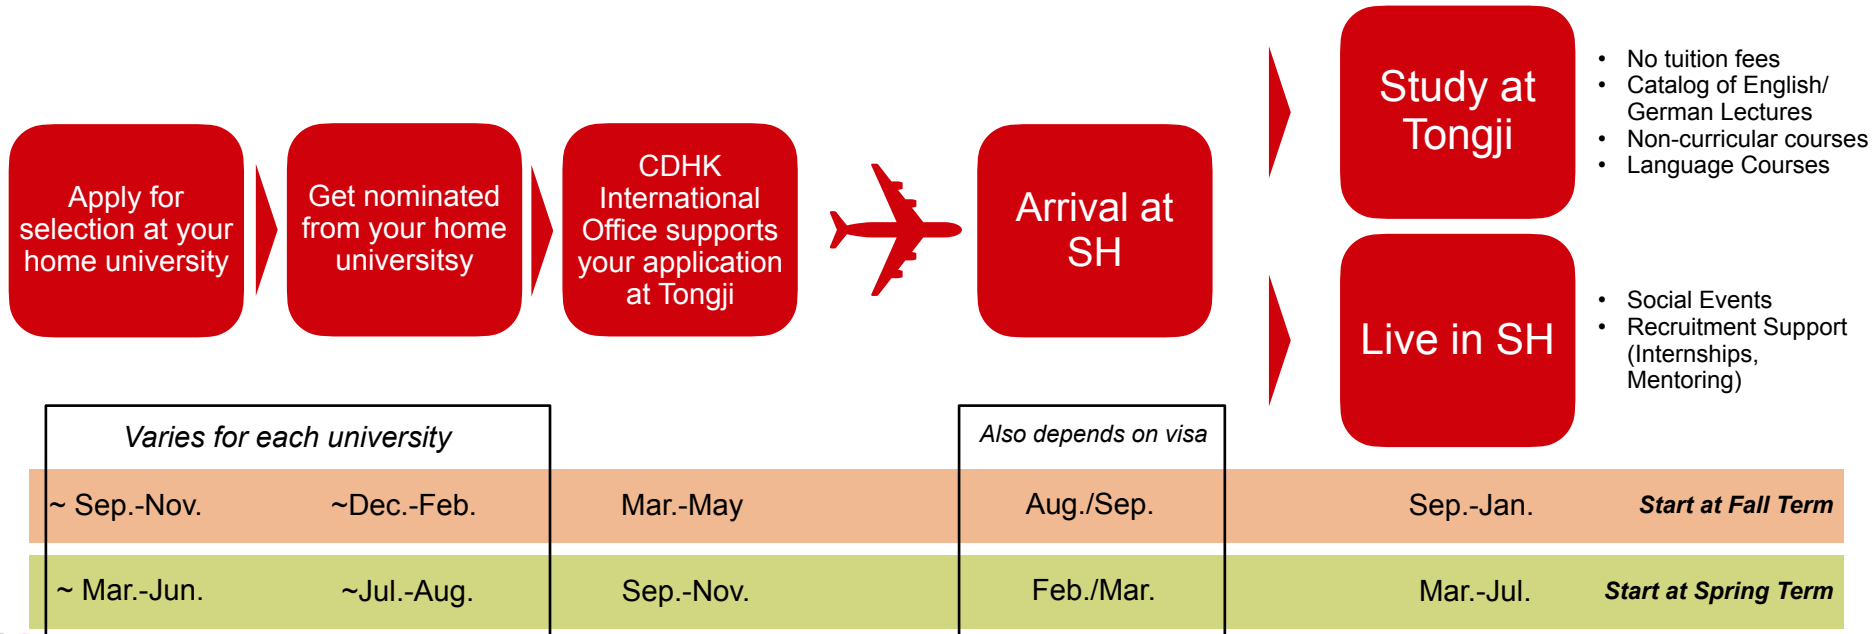 Apply for
selection at your
home university
Get nominated
from your home
universitsy
CDHK
International
Office supports
your application
at Tongji
Arrival at
SH
Study at
Tongji
• No tuition fees
• Catalog of English/
German Lectures
• Non-curricular courses
• Language Courses
Live in SH
• Social Events
• Recruitment Support
(Internships,
Mentoring)
Varies for each university
Also depends on visa
~ Sep.-Nov. ~Dec.-Feb. Mar.-May Aug./Sep. Sep.-Jan. Start at Fall Term
~ Mar.-Jun. ~Jul.-Aug. Sep.-Nov. Feb./Mar. Mar.-Jul. Start at Spring Term